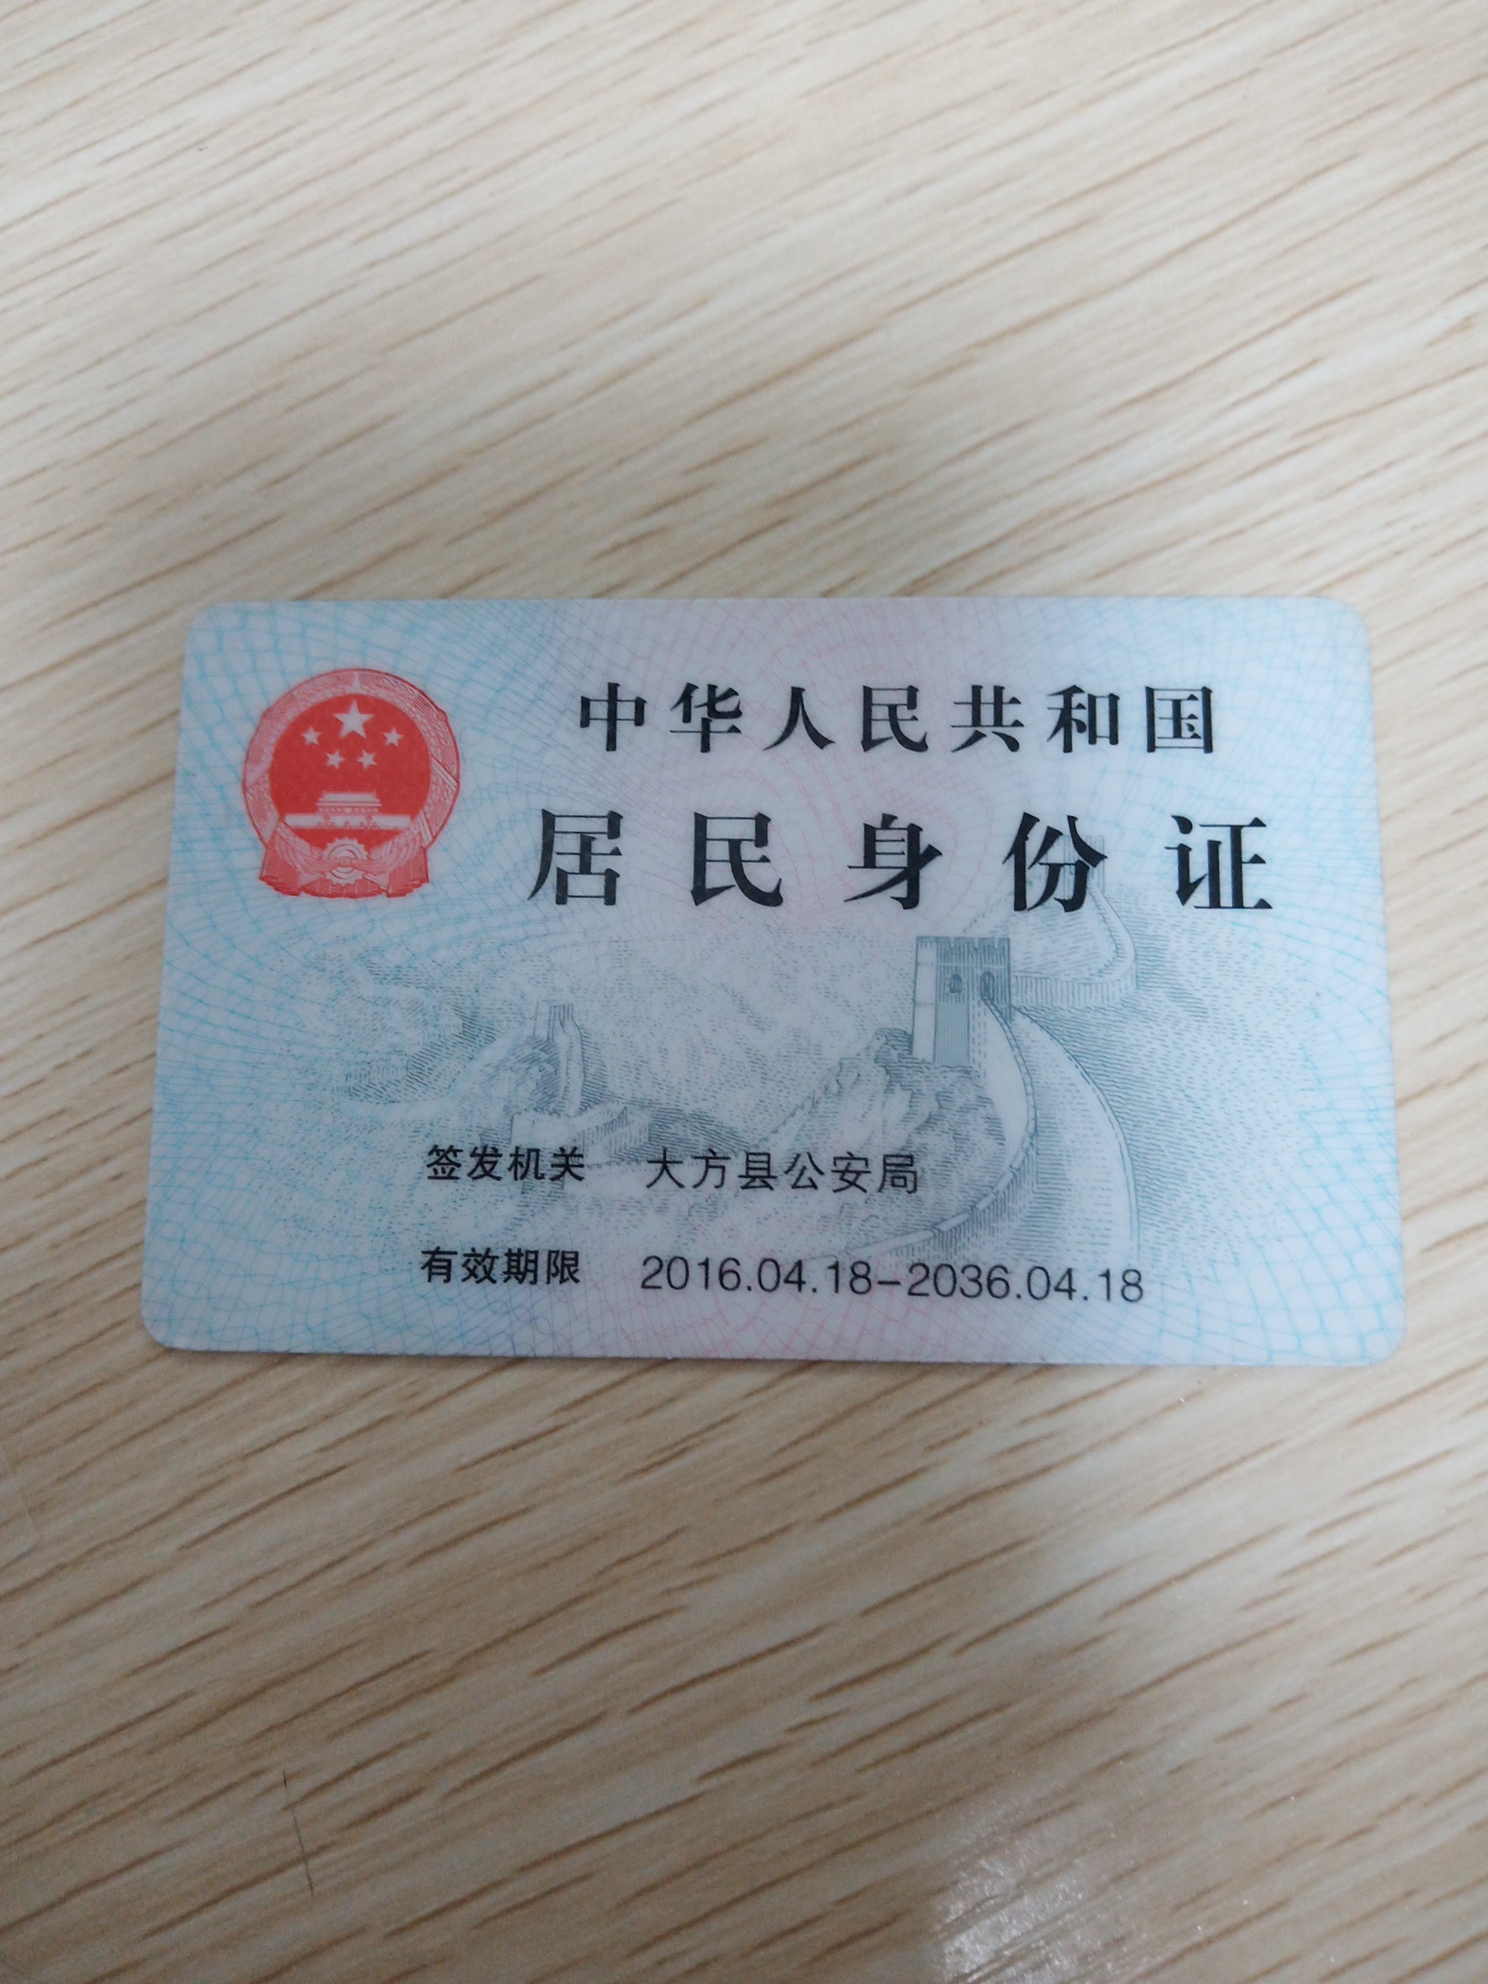 中华人民共和国
居民身份证
签发机关 大方县公安局
有效期限 2016.04.18-2036.04.18